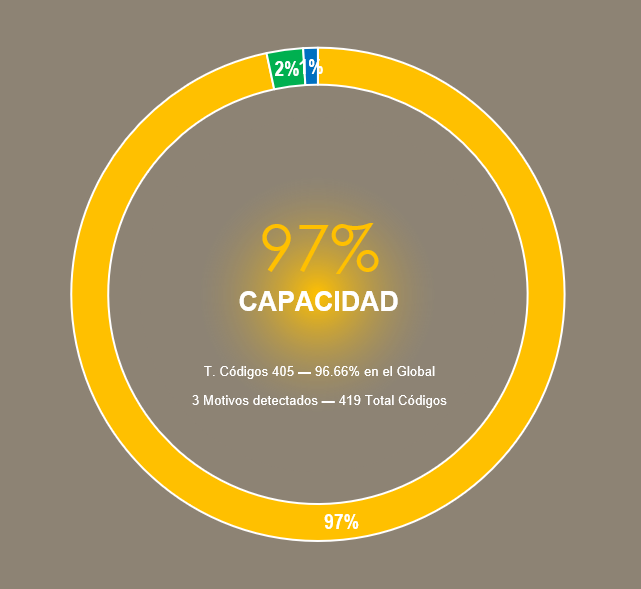 2%
1%
97%
CAPACIDAD
T. Códigos 405 — 96.66% en el Global
3 Motivos detectados — 419 Total Códigos
97%